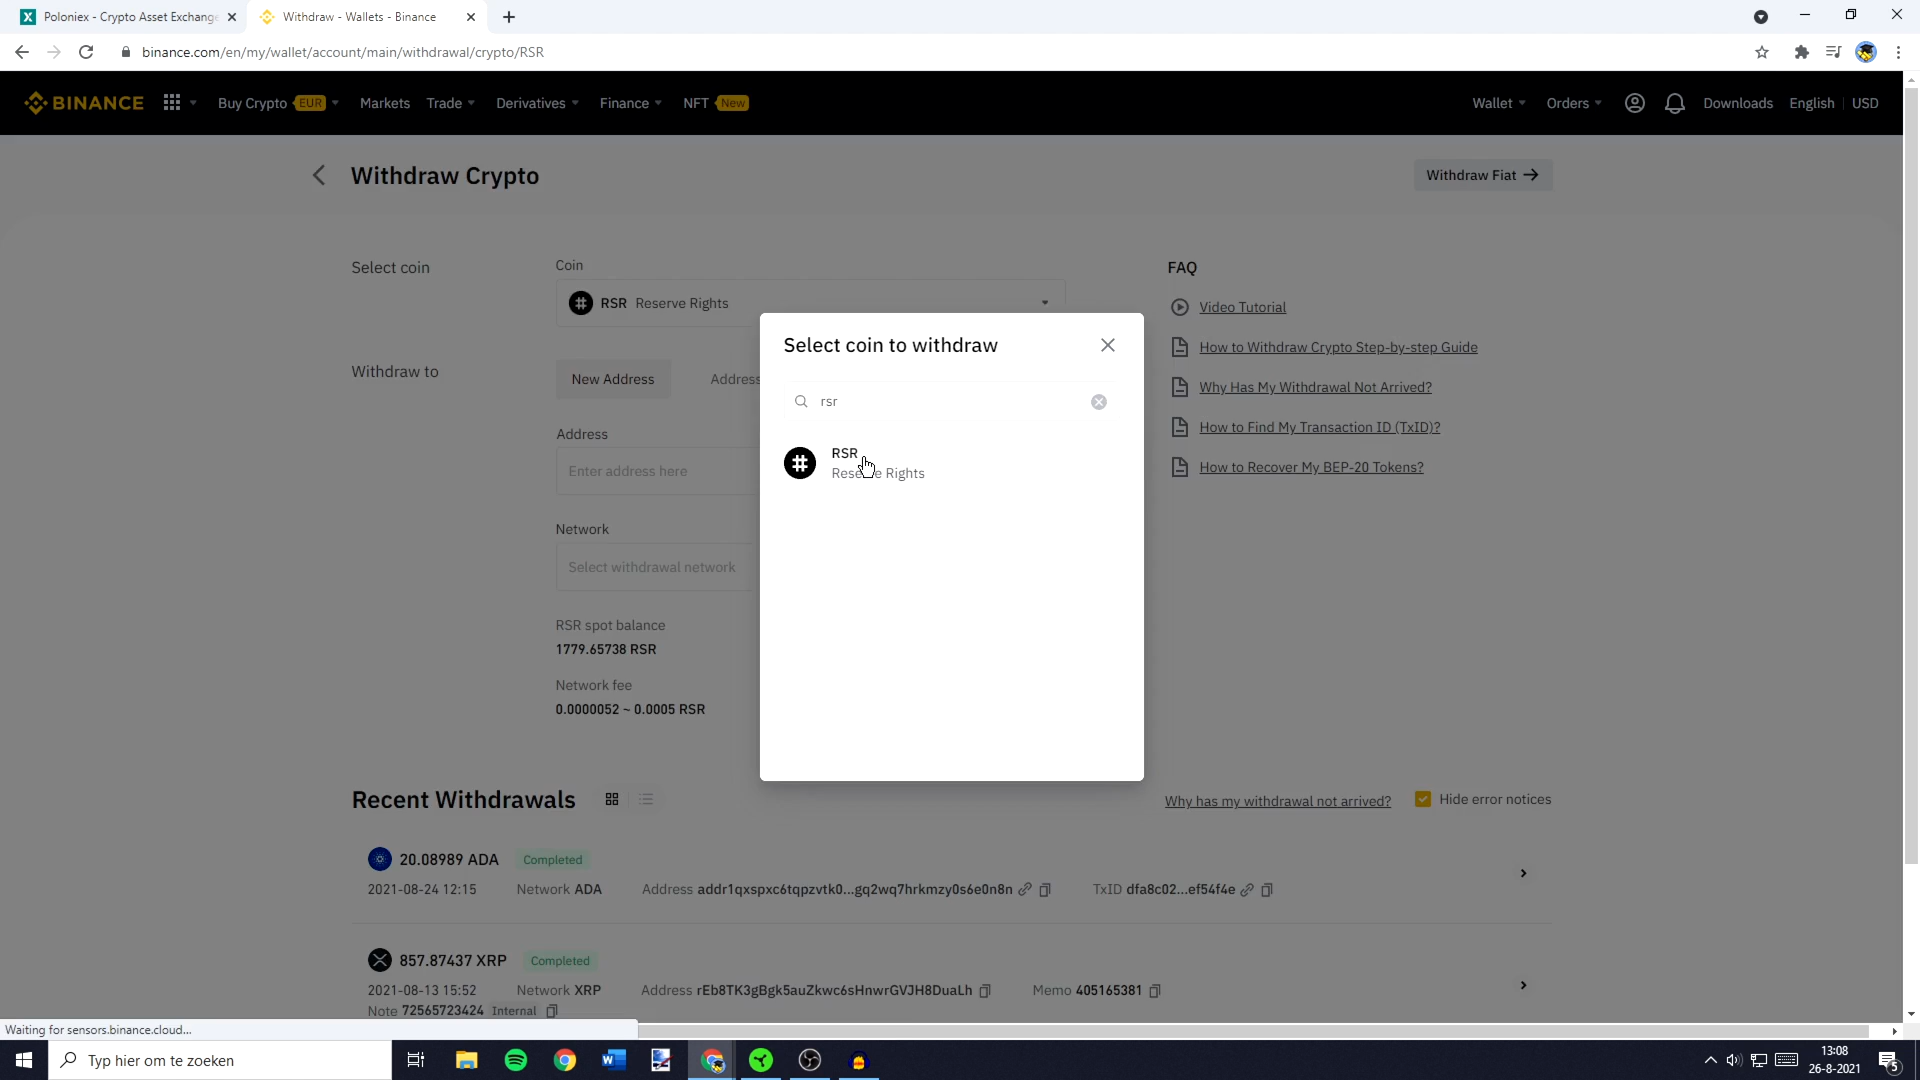 Poloniex - Crypto Asset Exchange
Withdraw - Wallets - Binance
binance.com/en/my/wallet/account/main/withdrawal/crypto/RSR
BINANCE
Buy Crypto EUR
Markets
Trade
Derivatives
Finance
NFT New
Wallet
Orders
Downloads
English
USD
Withdraw Crypto
Withdraw Fiat
Select coin
Coin
RSR Reserve Rights
FAQ
Video Tutorial
How to Withdraw Crypto Step-by-step Guide
Why Has My Withdrawal Not Arrived?
How to Find My Transaction ID (TxID)?
How to Recover My BEP-20 Tokens?
Withdraw to
New Address
Address
Address
Enter address here
Network
Select withdrawal network
RSR spot balance
1779.65738 RSR
Network fee
0.0000052 ~ 0.0005 RSR
Select coin to withdraw
rsr
RSR
Reserve Rights
Recent Withdrawals
Why has my withdrawal not arrived?
Hide error notices
20.08989 ADA Completed
2021-08-24 12:15 Network ADA Address addr1qxspxc6tqpzvtk0...gq2wq7hrkmzy0s6e0n8n TxID dfa8c02...ef54f4e
857.87437 XRP Completed
2021-08-13 15:52 Network XRP Address rEb8TK3gBgk5auZkwc6sHnwrGVJH8DuaLh Memo 405165381
Note 72565723424 Internal
Waiting for sensors.binance.cloud...
Typ hier om te zoeken
13:08
26-8-2021
5